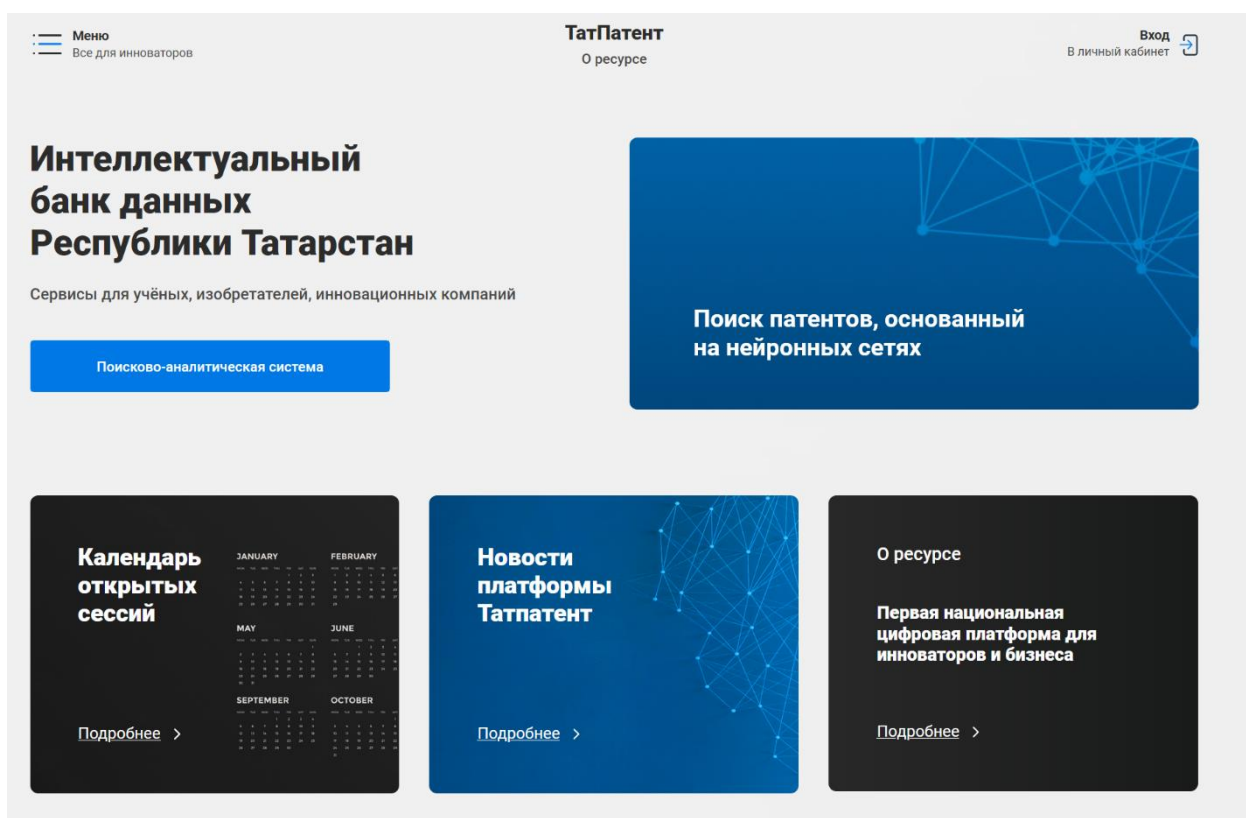 Меню
Все для инноваторов
ТатПатент
О ресурсе
Вход
В личный кабинет
Интеллектуальный
банк данных
Республики Татарстан
Сервисы для учёных, изобретателей, инновационных компаний
Поисково-аналитическая система
Поиск патентов, основанный
на нейронных сетях
Календарь
открытых
сессий
JANUARY
FEBRUARY
MAY
JUNE
SEPTEMBER
OCTOBER
Подробнее >
Новости
платформы
Татпатент
Подробнее >
О ресурсе
Первая национальная
цифровая платформа для
инноваторов и бизнеса
Подробнее >